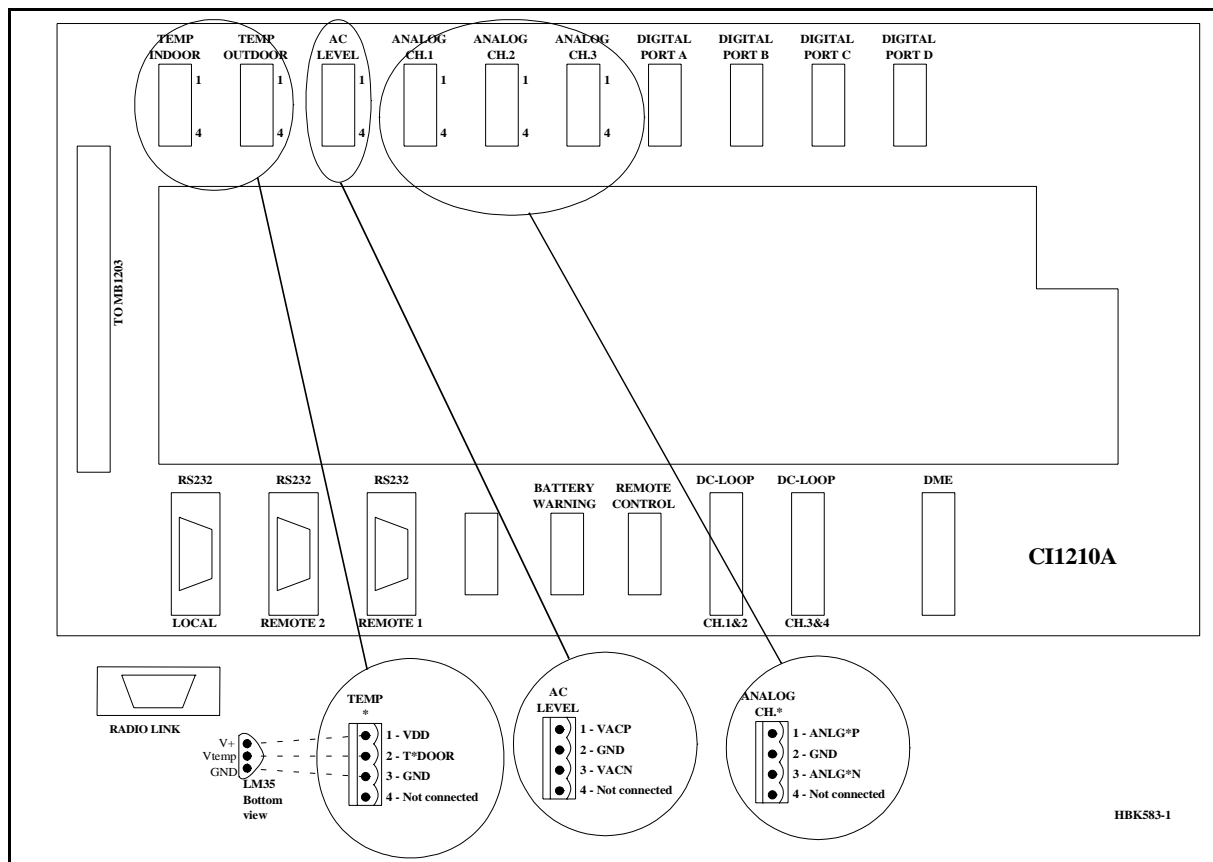 TEMP
INDOOR
TEMP
OUTDOOR
AC
LEVEL
ANALOG
CH.1
ANALOG
CH.2
ANALOG
CH.3
DIGITAL
PORT A
DIGITAL
PORT B
DIGITAL
PORT C
DIGITAL
PORT D
1
4
1
4
1
4
1
4
1
4
1
4
TO MB1203
RS232
LOCAL
RS232
REMOTE 2
RS232
REMOTE 1
BATTERY
WARNING
REMOTE
CONTROL
DC-LOOP
CH.1&2
DC-LOOP
CH.3&4
DME
CI1210A
RADIO LINK
V+
Vtemp
GND
LM35
Bottom
view
TEMP
*
1 - VDD
2 - T*DOOR
3 - GND
4 - Not connected
AC
LEVEL
1 - VACP
2 - GND
3 - VACN
4 - Not connected
ANALOG
CH.*
1 - ANLG*P
2 - GND
3 - ANLG*N
4 - Not connected
HBK583-1